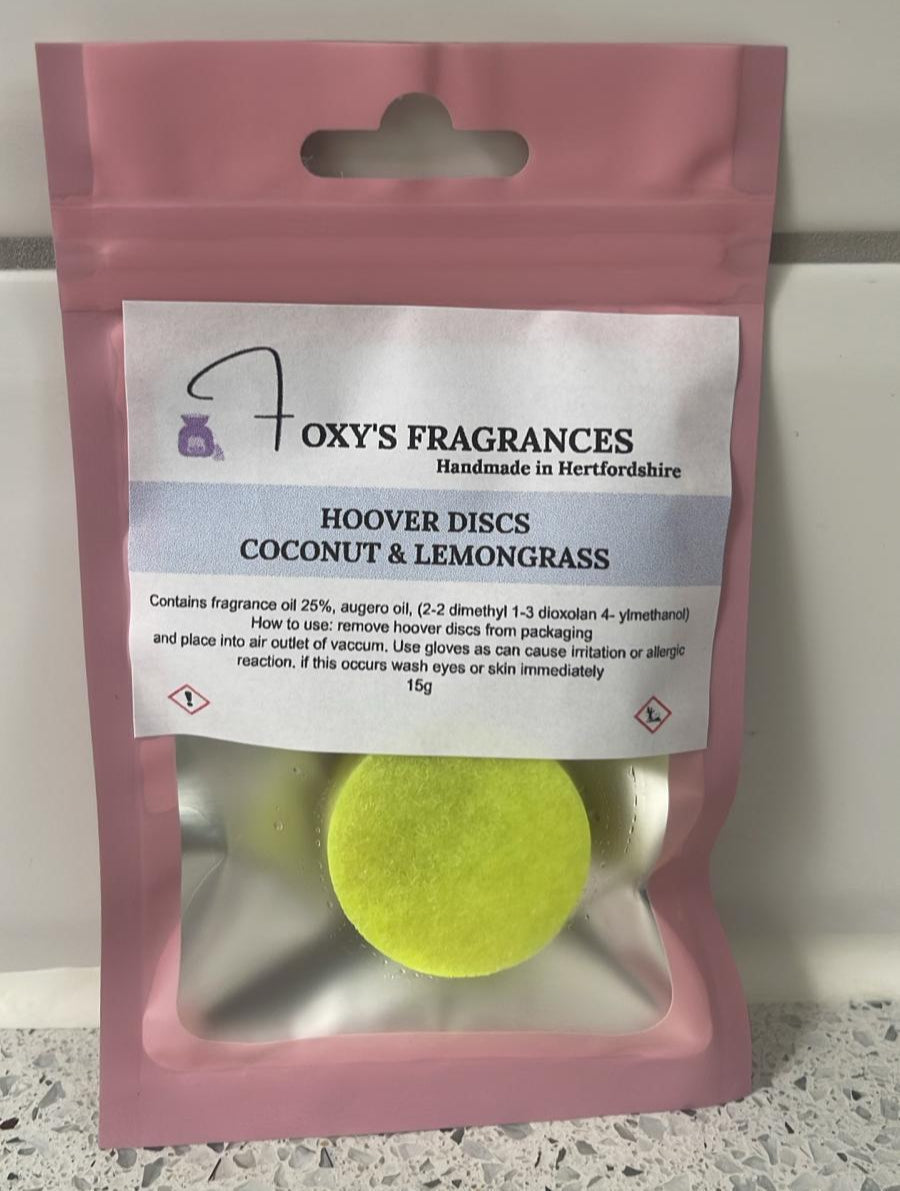 FOXY'S FRAGRANCES
Handmade in Hertfordshire
HOOVER DISCS
COCONUT & LEMONGRASS
Contains fragrance oil 25%, augero oil, (2-2 dimethyl 1-3 dioxolan 4- ylmethanol)
How to use: remove hoover discs from packaging
and place into air outlet of vaccum. Use gloves as can cause irritation or allergic
reaction. if this occurs wash eyes or skin immediately
15g